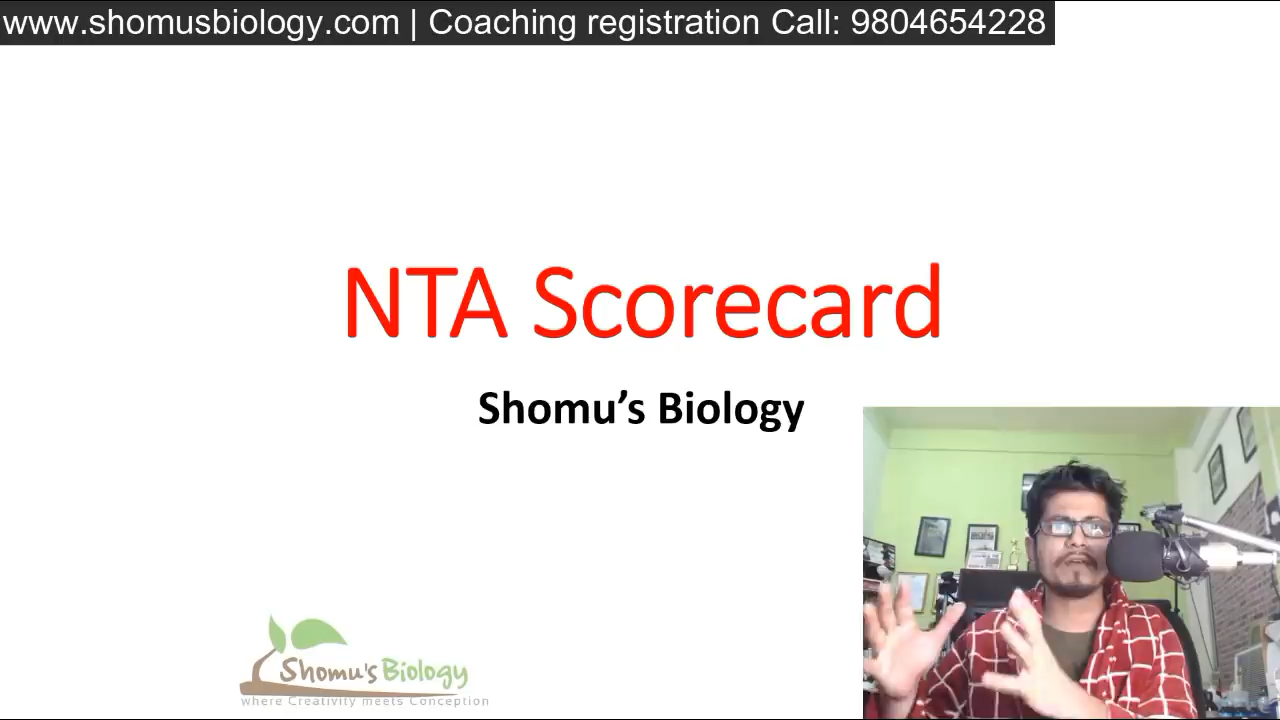 www.shomusbiology.com | Coaching registration Call: 9804654228
NTA Scorecard
Shomu’s Biology
Shomu's Biology
where Creativity meets Conception